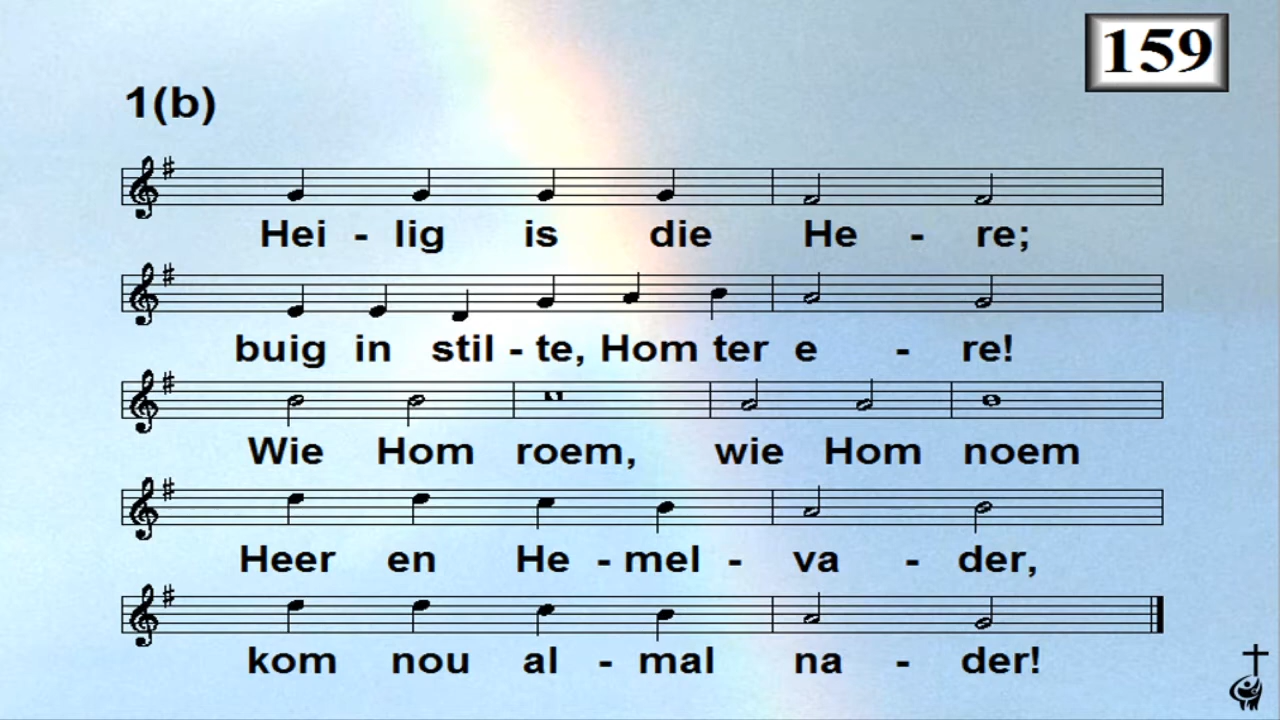 159
1(b)
Hei - lig is die He - re;
buig in stil - te, Hom ter e - re!
Wie Hom roem, wie Hom noem
Heer en He - mel - va - der,
kom nou al - mal na - der!